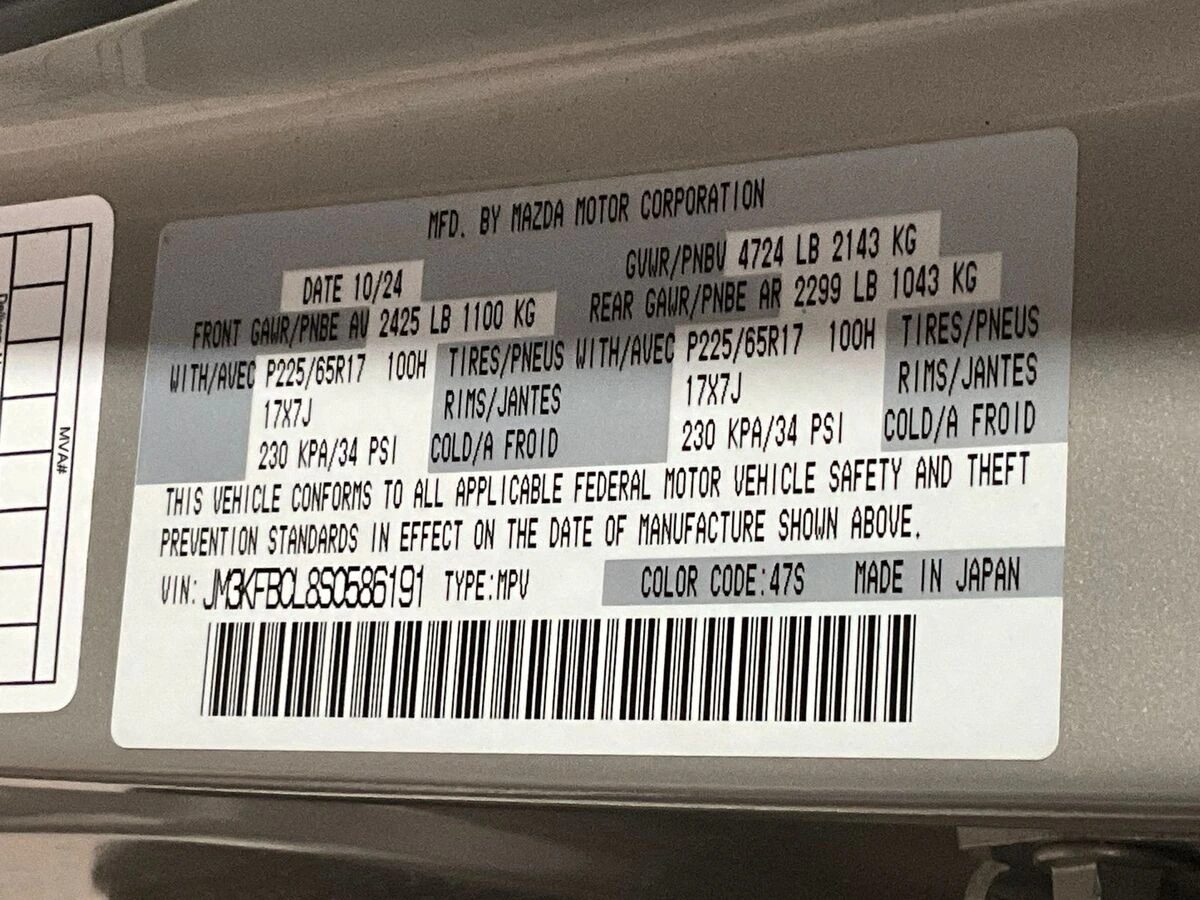 MFD. BY MAZDA MOTOR CORPORATION
DATE 10/24 GVWR/PNBV 4724 LB 2143 KG
FRONT GAWR/PNBE AV 2425 LB 1100 KG REAR GAWR/PNBE AR 2299 LB 1043 KG
WITH/AVEC P225/65R17 100H TIRES/PNEUS WITH/AVEC P225/65R17 100H TIRES/PNEUS
17X7J RIMS/JANTES 17X7J RIMS/JANTES
230 KPA/34 PSI COLD/A FROID 230 KPA/34 PSI COLD/A FROID
THIS VEHICLE CONFORMS TO ALL APPLICABLE FEDERAL MOTOR VEHICLE SAFETY AND THEFT
PREVENTION STANDARDS IN EFFECT ON THE DATE OF MANUFACTURE SHOWN ABOVE.
VIN: JM3KFBCL8S0586191 TYPE:MPV COLOR CODE:47S MADE IN JAPAN
MVA#